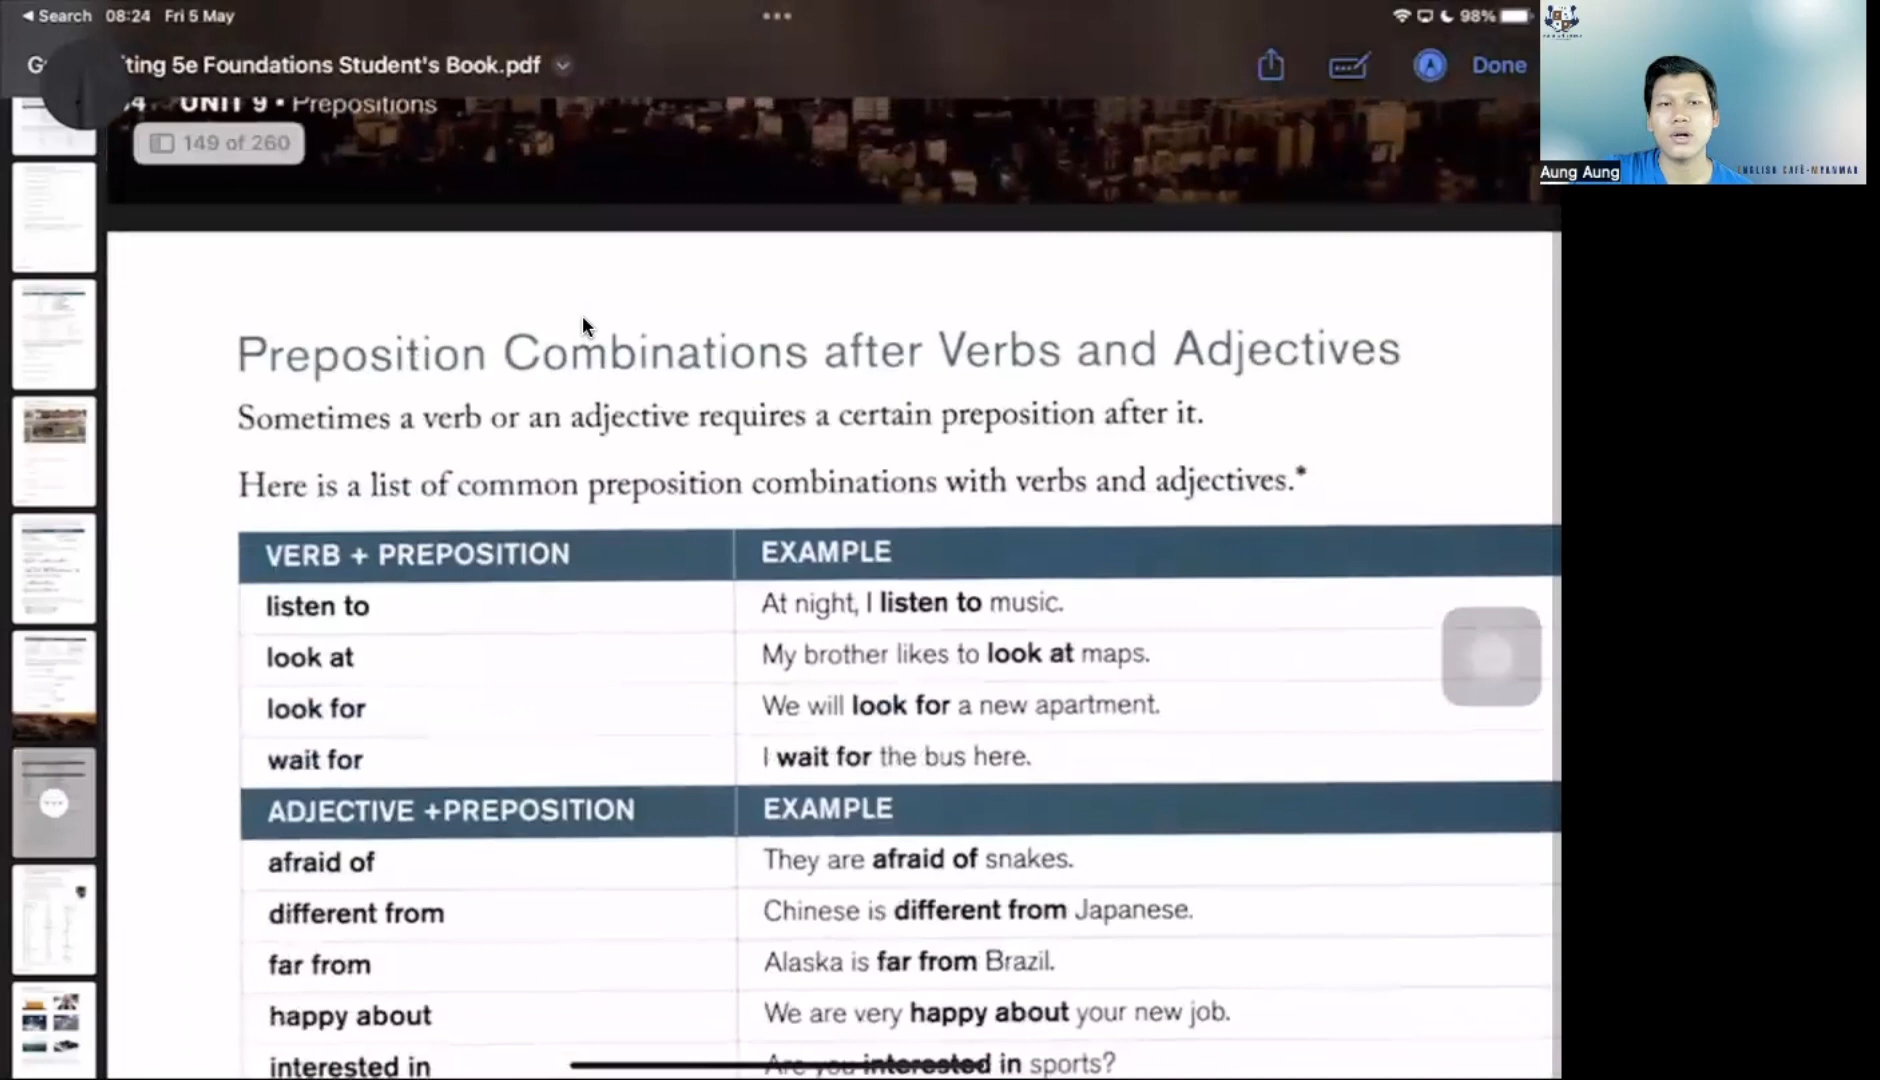 Search 08:24 Fri 5 May
98%
ting 5e Foundations Student's Book.pdf
Done
UNIT 9 • Prepositions
149 of 260
Aung Aung
ENGLISH CAFÉ-MYANMAR
Preposition Combinations after Verbs and Adjectives
Sometimes a verb or an adjective requires a certain preposition after it.
Here is a list of common preposition combinations with verbs and adjectives.*
VERB + PREPOSITION EXAMPLE
listen to At night, I listen to music.
look at My brother likes to look at maps.
look for We will look for a new apartment.
wait for I wait for the bus here.
ADJECTIVE +PREPOSITION EXAMPLE
afraid of They are afraid of snakes.
different from Chinese is different from Japanese.
far from Alaska is far from Brazil.
happy about We are very happy about your new job.
interested in Are you interested in sports?